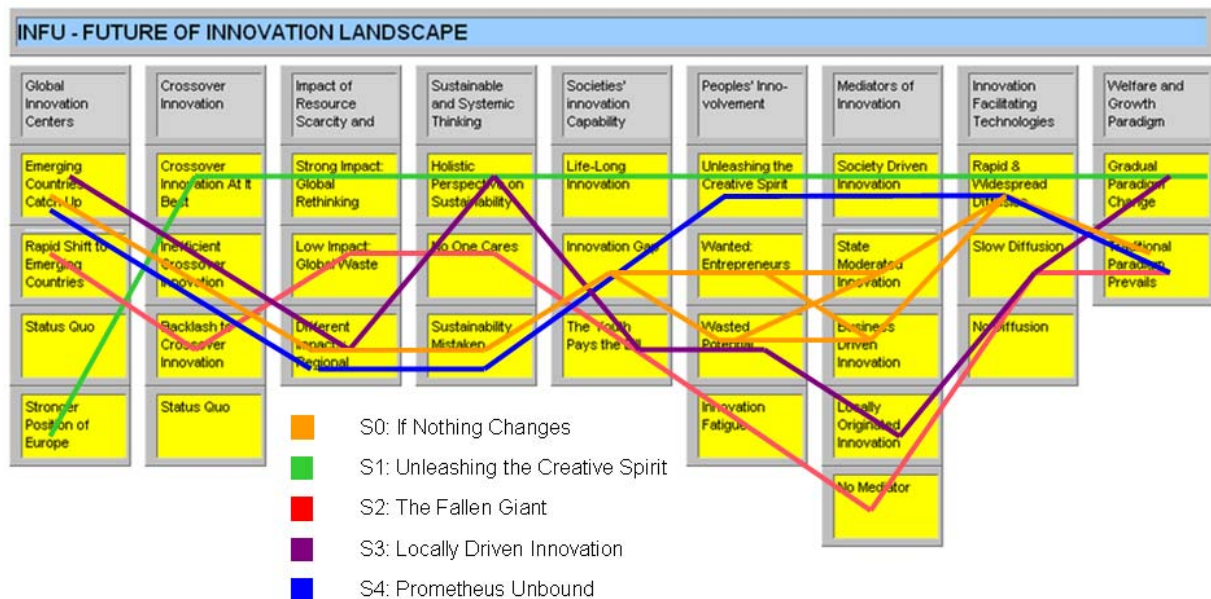 INFU - FUTURE OF INNOVATION LANDSCAPE
Global
Innovation
Centers
Emerging
Countries
Catch Up
Rapid Shift to
Emerging
Countries
Status Quo
Stronger
Position of
Europe
Crossover
Innovation
Crossover
Innovation At It
Best
Inefficient
Crossover
Innovation
Backlash to
Crossover
Innovation
Status Quo
Impact of
Resource
Scarcity and
Strong Impact:
Global
Rethinking
Low Impact:
Global Waste
Different
Impacts
Regional
Sustainable
and Systemic
Thinking
Holistic
Perspective on
Sustainability
No One Cares
Sustainability
Mistaken
Societies'
innovation
Capability
Life-Long
Innovation
Innovation Gap
The Youth
Pays the Bill
Peoples' Inno-
volvement
Unleashing the
Creative Spirit
Wanted:
Entrepreneurs
Wasted
Potential
Innovation
Fatigue
Mediators of
Innovation
Society Driven
Innovation
State
Moderated
Innovation
Business
Driven
Innovation
Locally
Originated
Innovation
No Mediator
Innovation
Facilitating
Technologies
Rapid &
Widespread
Diffusion
Slow Diffusion
No Diffusion
Welfare and
Growth
Paradigm
Gradual
Paradigm
Change
Traditional
Paradigm
Prevails
S0: If Nothing Changes
S1: Unleashing the Creative Spirit
S2: The Fallen Giant
S3: Locally Driven Innovation
S4: Prometheus Unbound